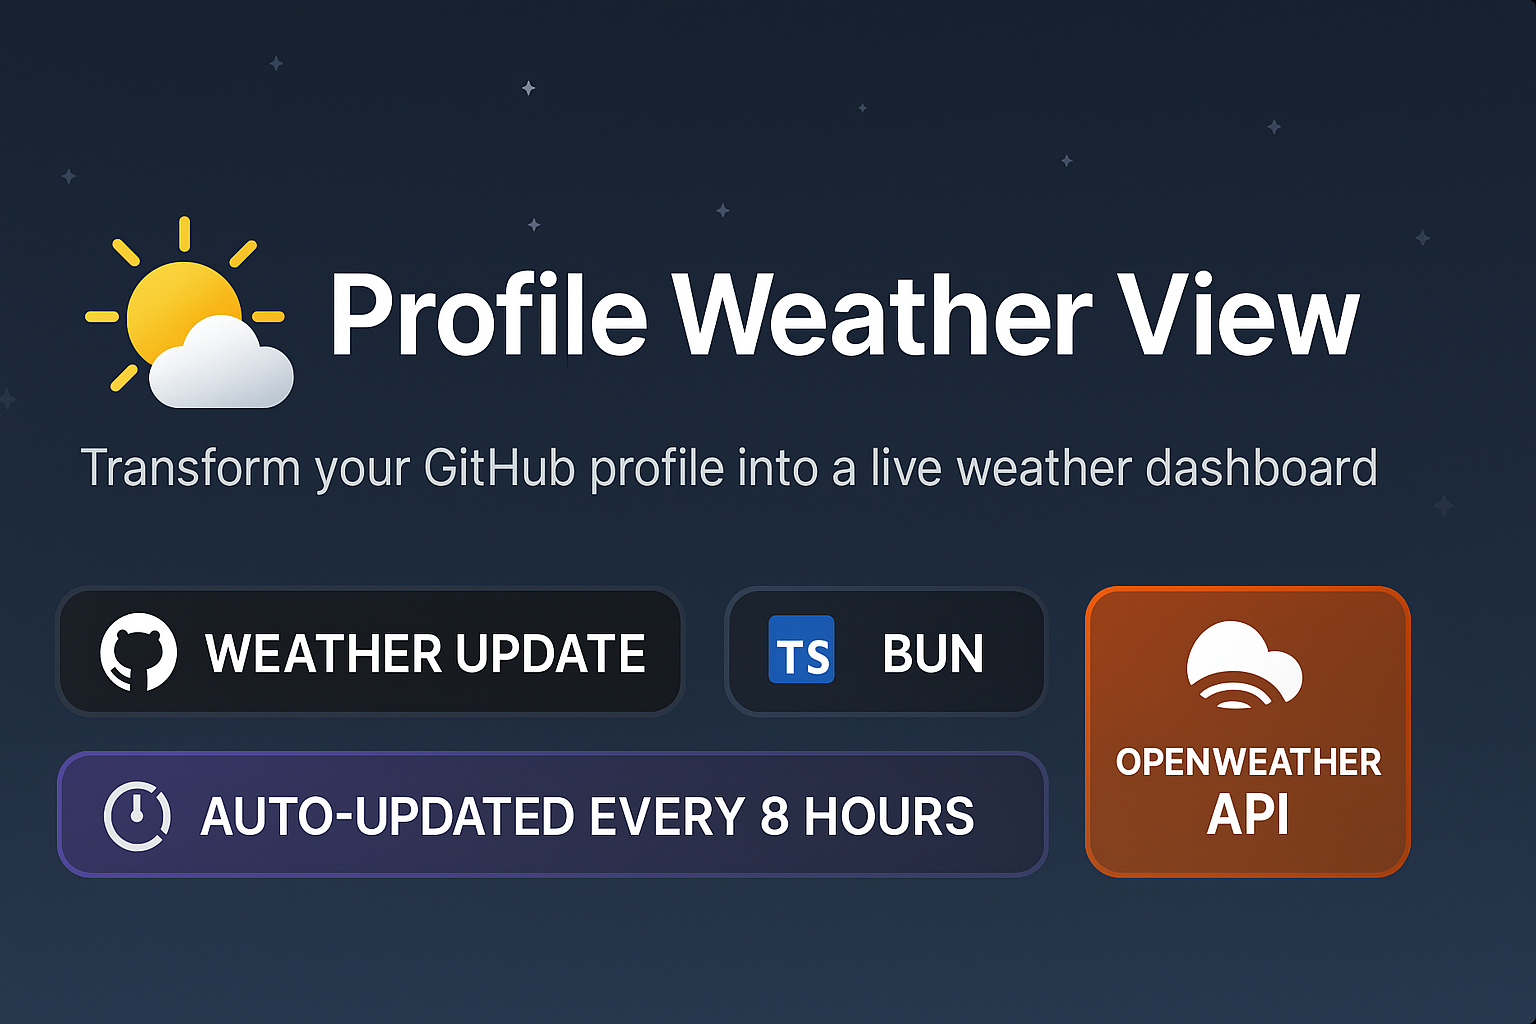 Profile Weather View
Transform your GitHub profile into a live weather dashboard
WEATHER UPDATE
TS BUN
AUTO-UPDATED EVERY 8 HOURS
OPENWEATHER
API